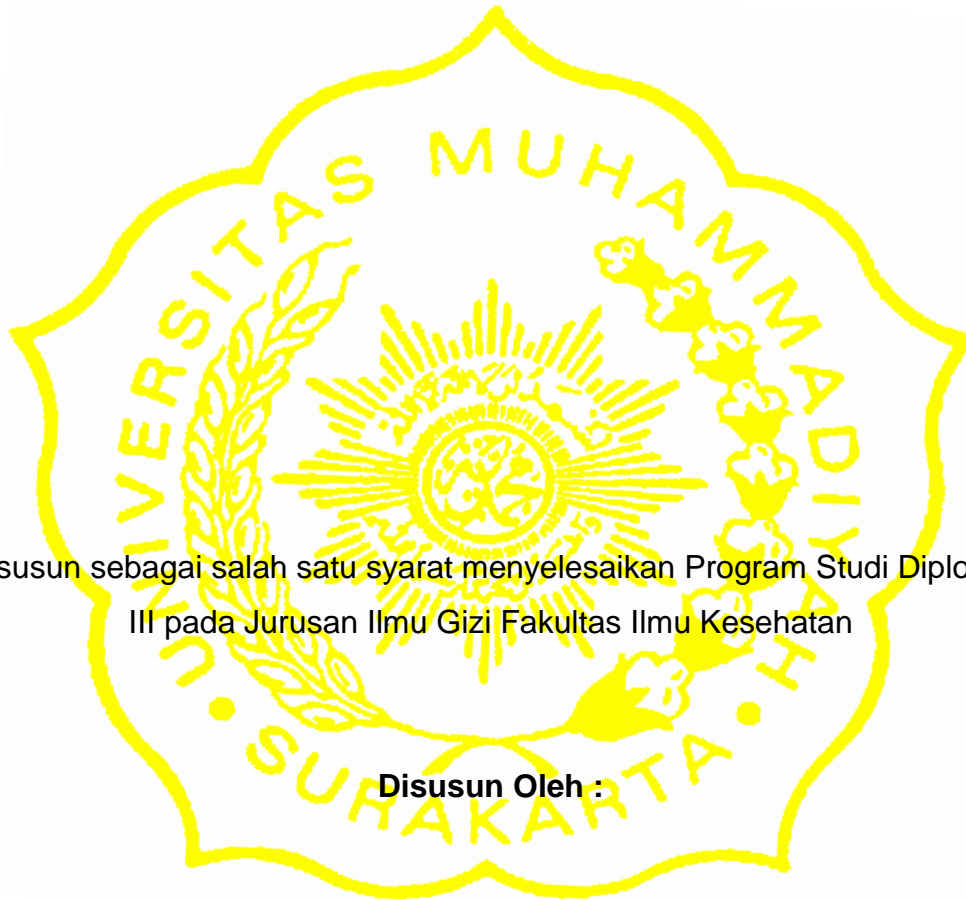 UNIVERSITAS MUHAMMADIYAH
susun sebagai salah satu syarat menyelesaikan Program Studi Diplo
III pada Jurusan Ilmu Gizi Fakultas Ilmu Kesehatan
Disusun Oleh :
SURAKARTA